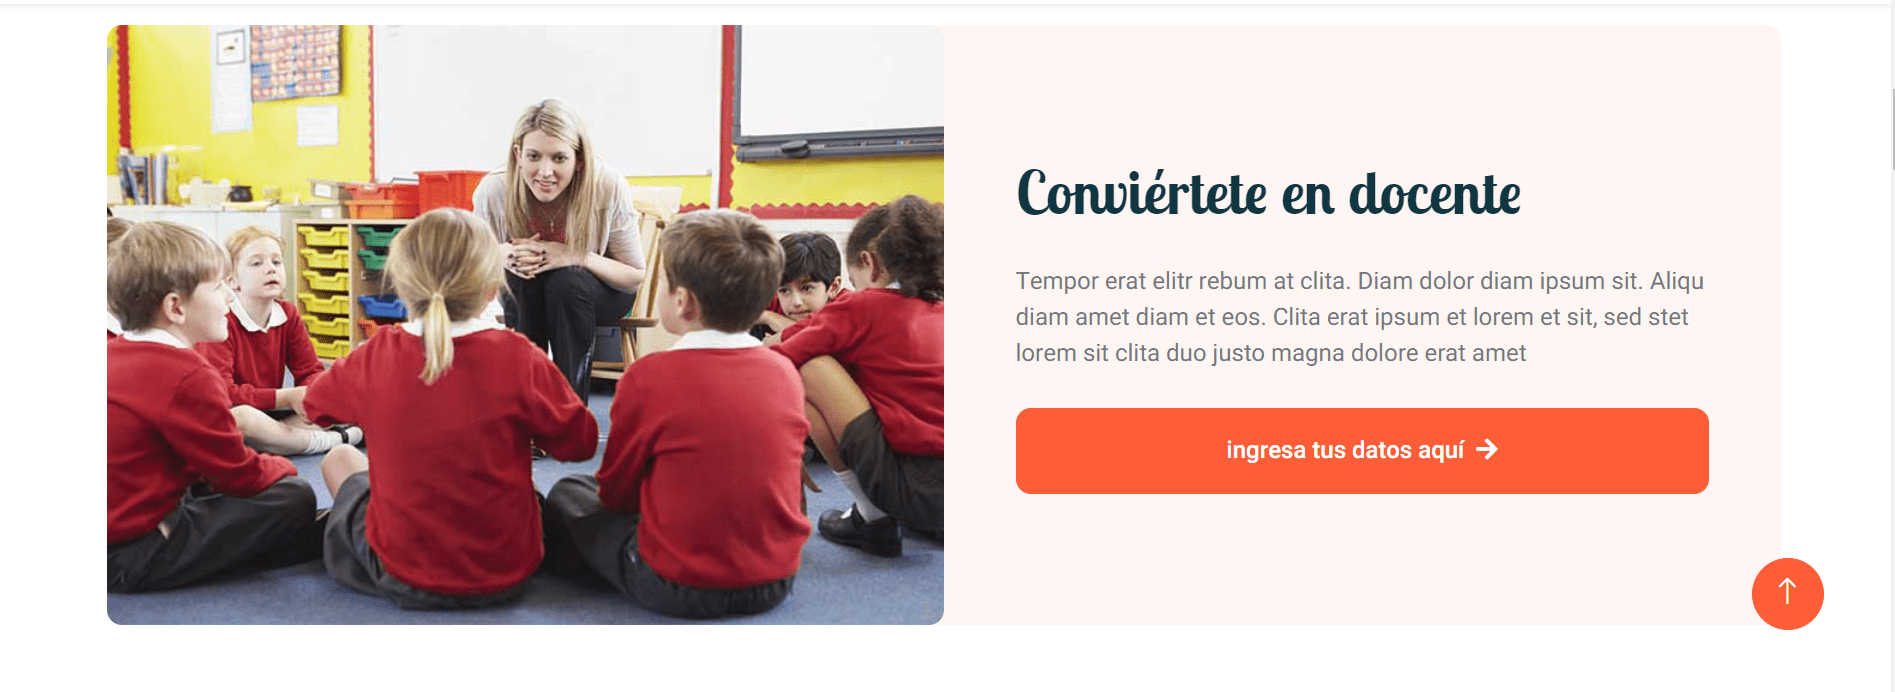 Conviértete en docente
Tempor erat elitr rebum at clita. Diam dolor diam ipsum sit. Aliqu
diam amet diam et eos. Clita erat ipsum et lorem et sit, sed stet
lorem sit clita duo justo magna dolore erat amet
ingresa tus datos aquí